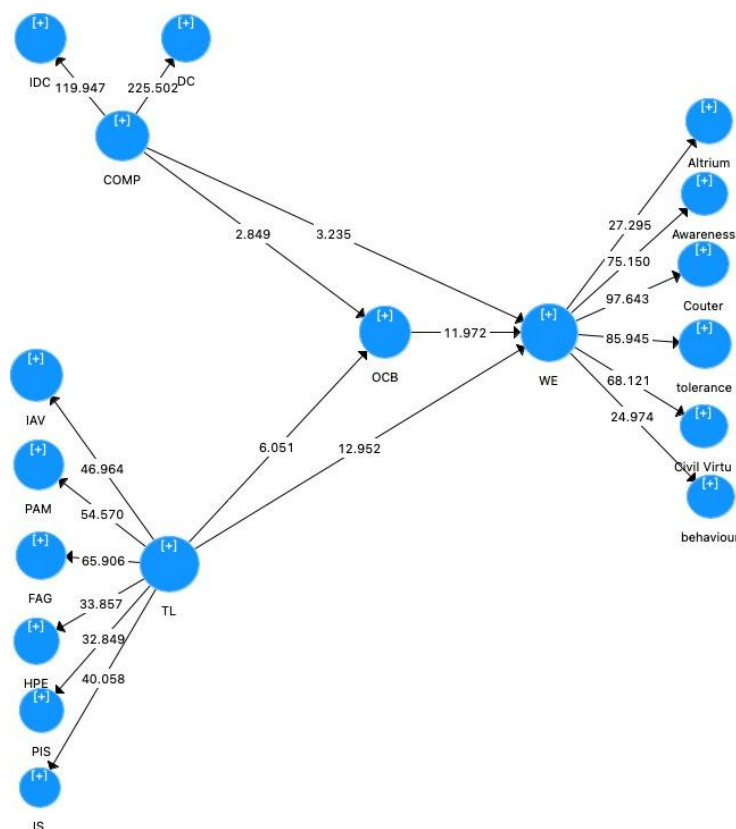 [+]
[+]
IDC
DC
119.947
225.502
[+]
COMP
[+]
Altrium
2.849
3.235
27.295
[+]
Awareness
75.150
[+]
Couter
97.643
[+]
OCB
11.972
[+]
WE
85.945
[+]
tolerance
68.121
24.974
[+]
Civil Virtu
[+]
behaviour
[+]
IAV
6.051
12.952
46.964
[+]
PAM
54.570
[+]
FAG
65.906
[+]
TL
33.857
[+]
HPE
32.849
40.058
[+]
PIS
[+]
IS